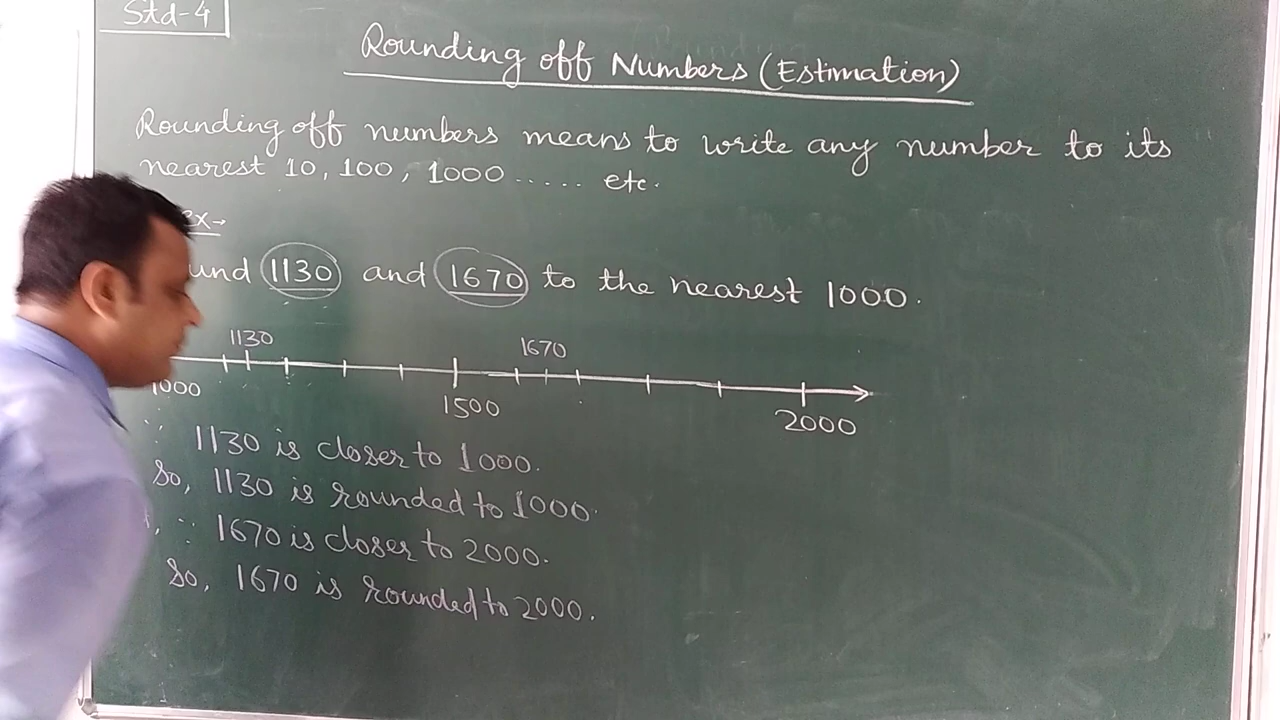 Std-4
Rounding off Numbers (Estimation)
Rounding off numbers means to write any number to its
nearest 10, 100, 1000 ..... etc.
ex→
und 1130 and 1670 to the nearest 1000.
1130 1670
1000 1500 2000
∵ 1130 is closer to 1000.
So, 1130 is rounded to 1000.
, ∵ 1670 is closer to 2000.
So, 1670 is rounded to 2000.